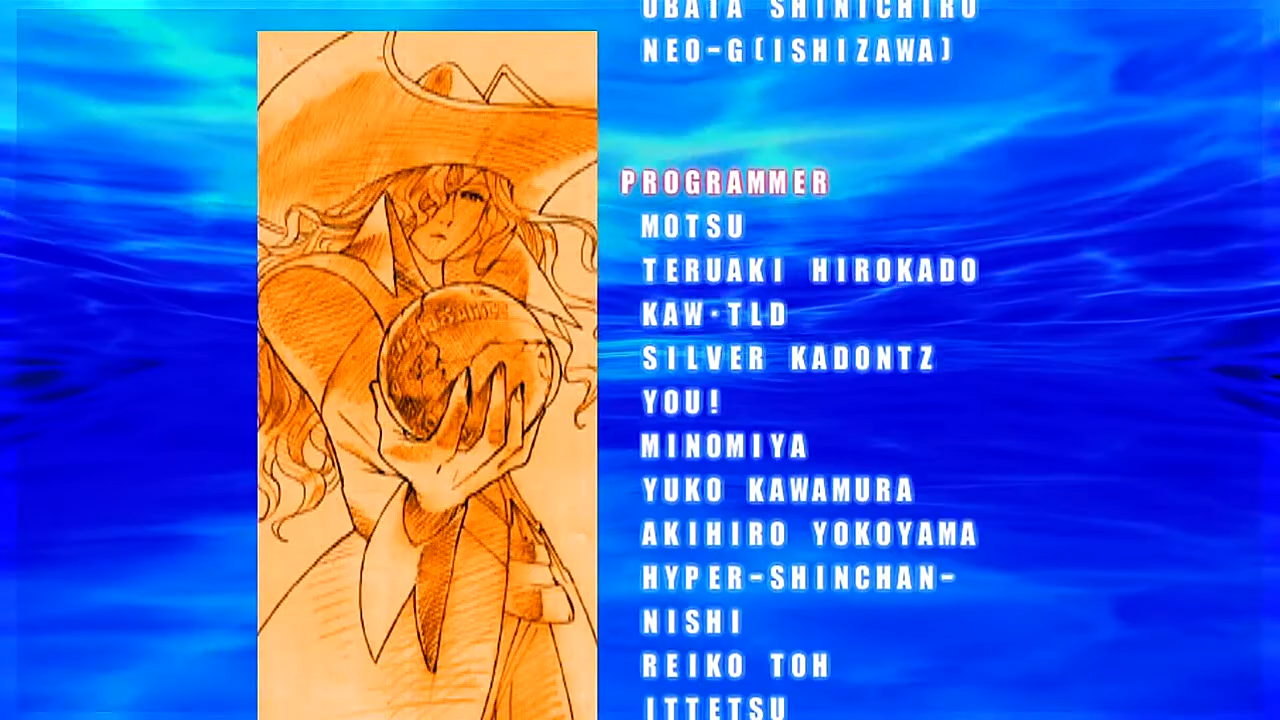 OBATA SHINICHIRO
NEO-G(ISHIZAWA)
PROGRAMMER
MOTSU
TERUAKI HIROKADO
KAW·TLD
SILVER KADONTZ
YOU!
MINOMIYA
YUKO KAWAMURA
AKIHIRO YOKOYAMA
HYPER-SHINCHAN-
NISHI
REIKO TOH
ITTETSU